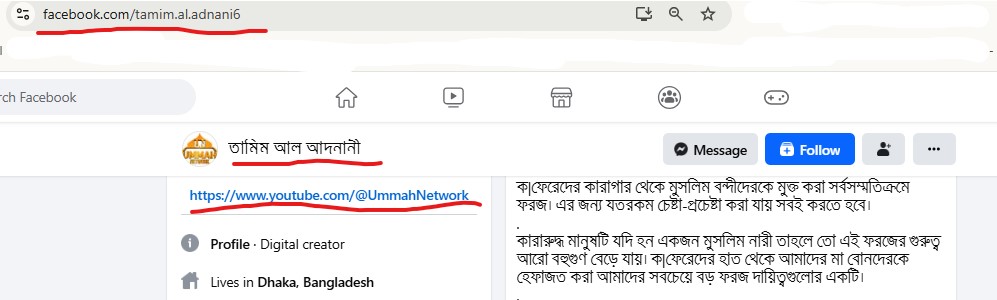 facebook.com/tamim.al.adnani6
rch Facebook
UMMAH
NETWORK
তামিম আল আদনানী
Message
Follow
https://www.youtube.com/@UmmahNetwork
Profile · Digital creator
Lives in Dhaka, Bangladesh
ক|ফেরেদের কারাগার থেকে মুসলিম বন্দীদেরকে মুক্ত করা সর্বসম্মতিক্রমে
ফরজ। এর জন্য যতরকম চেষ্টা-প্রচেষ্টা করা যায় সবই করতে হবে।
.
কারারুদ্ধ মানুষটি যদি হন একজন মুসলিম নারী তাহলে তো এই ফরজের গুরুত্ব
আরো বহুগুণ বেড়ে যায়। ক|ফেরেদের হাত থেকে আমাদের মা বোনদেরকে
হেফাজত করা আমাদের সবচেয়ে বড় ফরজ দায়িত্বগুলোর একটি।
.